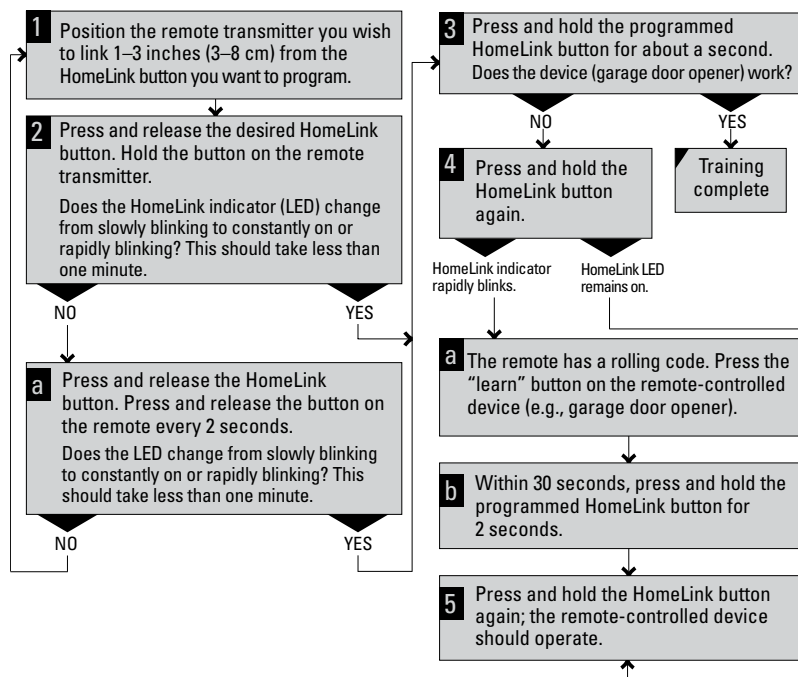 1
Position the remote transmitter you wish
to link 1–3 inches (3–8 cm) from the
HomeLink button you want to program.
2
Press and release the desired HomeLink
button. Hold the button on the remote
transmitter.
Does the HomeLink indicator (LED) change
from slowly blinking to constantly on or
rapidly blinking? This should take less than
one minute.
NO
YES
a
Press and release the HomeLink
button. Press and release the button on
the remote every 2 seconds.
Does the LED change from slowly blinking
to constantly on or rapidly blinking? This
should take less than one minute.
NO
YES
3
Press and hold the programmed
HomeLink button for about a second.
Does the device (garage door opener) work?
NO
YES
4
Press and hold the
HomeLink button
again.
Training
complete
HomeLink indicator
rapidly blinks.
HomeLink LED
remains on.
a
The remote has a rolling code. Press the
“learn” button on the remote-controlled
device (e.g., garage door opener).
b
Within 30 seconds, press and hold the
programmed HomeLink button for
2 seconds.
5
Press and hold the HomeLink button
again; the remote-controlled device
should operate.